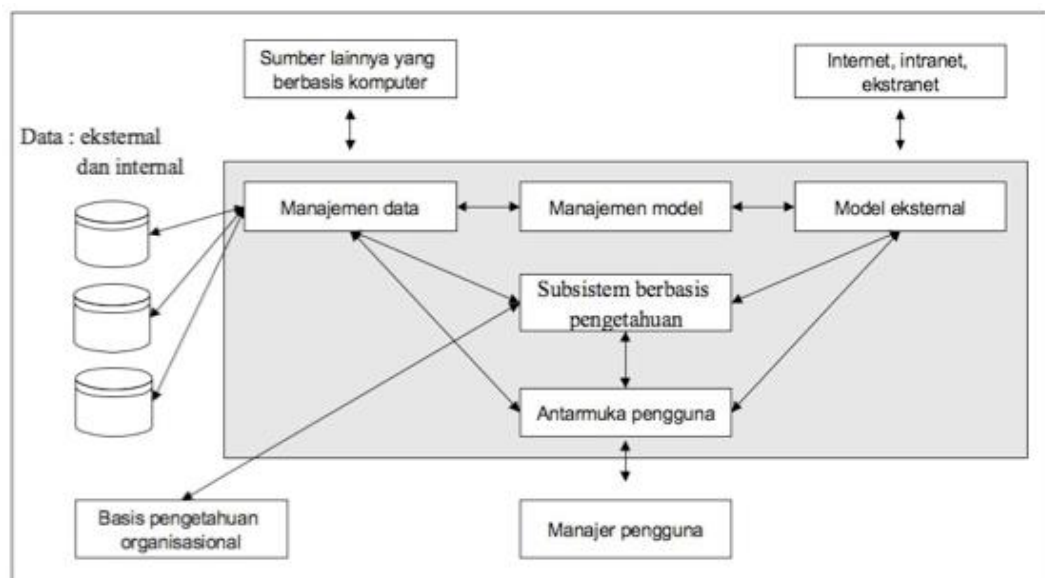 Sumber lainnya yang
berbasis komputer
Internet, intranet,
ekstranet
Data : eksternal
dan internal
Manajemen data
Manajemen model
Model eksternal
Subsistem berbasis
pengetahuan
Antarmuka pengguna
Basis pengetahuan
organisasional
Manajer pengguna